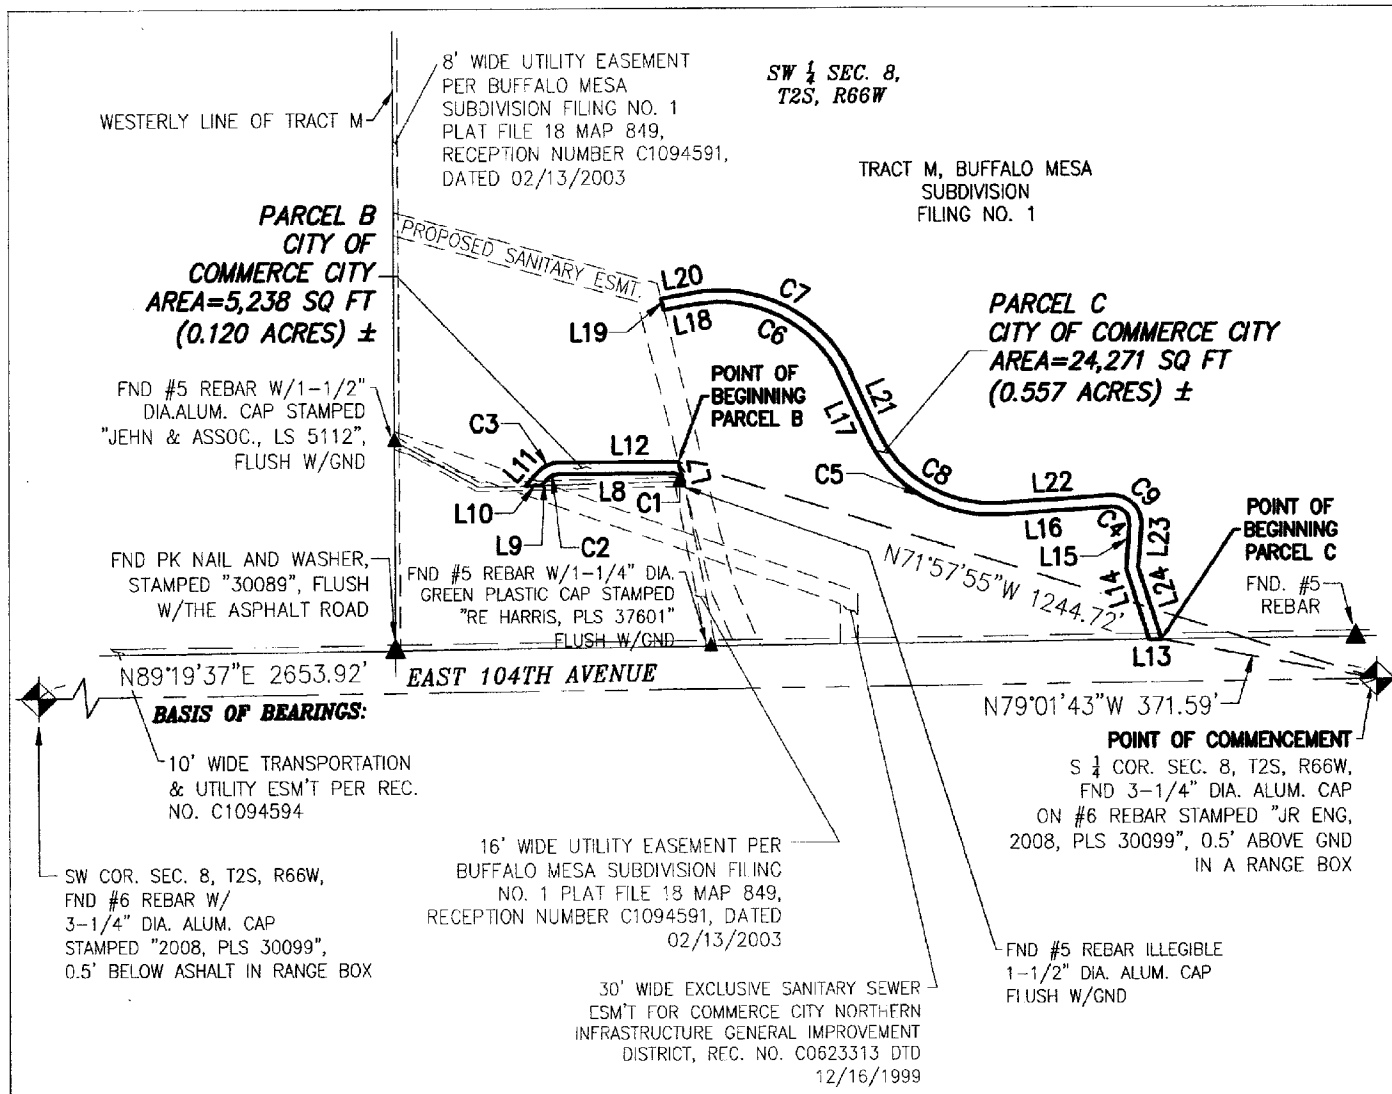 8' WIDE UTILITY EASEMENT
PER BUFFALO MESA
SUBDIVISION FILING NO. 1
PLAT FILE 18 MAP 849,
RECEPTION NUMBER C1094591,
DATED 02/13/2003
SW 1/4 SEC. 8,
T2S, R66W
WESTERLY LINE OF TRACT M
TRACT M, BUFFALO MESA
SUBDIVISION
FILING NO. 1
PARCEL B
CITY OF
COMMERCE CITY
AREA=5,238 SQ FT
(0.120 ACRES) ±
PROPOSED SANITARY ESMT.
L20
C7
L19
L18
C6
PARCEL C
CITY OF COMMERCE CITY
AREA=24,271 SQ FT
(0.557 ACRES) ±
POINT OF
BEGINNING
PARCEL B
L21
L17
FND #5 REBAR W/1-1/2"
DIA.ALUM. CAP STAMPED
"JEHN & ASSOC., LS 5112",
FLUSH W/GND
C3
L12
L11
L7
L8
C1
L10
L9
C2
C5
C8
L22
C9
L16
C4
L15
L23
L14
L24
L13
POINT OF
BEGINNING
PARCEL C
FND. #5
REBAR
N71°57'55"W 1244.72'
FND PK NAIL AND WASHER,
STAMPED "30089", FLUSH
W/THE ASPHALT ROAD
FND #5 REBAR W/1-1/4" DIA.
GREEN PLASTIC CAP STAMPED
"RE HARRIS, PLS 37601"
FLUSH W/GND
N89°19'37"E 2653.92'
EAST 104TH AVENUE
BASIS OF BEARINGS:
N79°01'43"W 371.59'
POINT OF COMMENCEMENT
S 1/4 COR. SEC. 8, T2S, R66W,
FND 3-1/4" DIA. ALUM. CAP
ON #6 REBAR STAMPED "JR ENG,
2008, PLS 30099", 0.5' ABOVE GND
IN A RANGE BOX
10' WIDE TRANSPORTATION
& UTILITY ESM'T PER REC.
NO. C1094594
16' WIDE UTILITY EASEMENT PER
BUFFALO MESA SUBDIVISION FILING
NO. 1 PLAT FILE 18 MAP 849,
RECEPTION NUMBER C1094591, DATED
02/13/2003
SW COR. SEC. 8, T2S, R66W,
FND #6 REBAR W/
3-1/4" DIA. ALUM. CAP
STAMPED "2008, PLS 30099",
0.5' BELOW ASHALT IN RANGE BOX
FND #5 REBAR ILLEGIBLE
1-1/2" DIA. ALUM. CAP
FLUSH W/GND
30' WIDE EXCLUSIVE SANITARY SEWER
ESM'T FOR COMMERCE CITY NORTHERN
INFRASTRUCTURE GENERAL IMPROVEMENT
DISTRICT, REC. NO. C0623313 DTD
12/16/1999